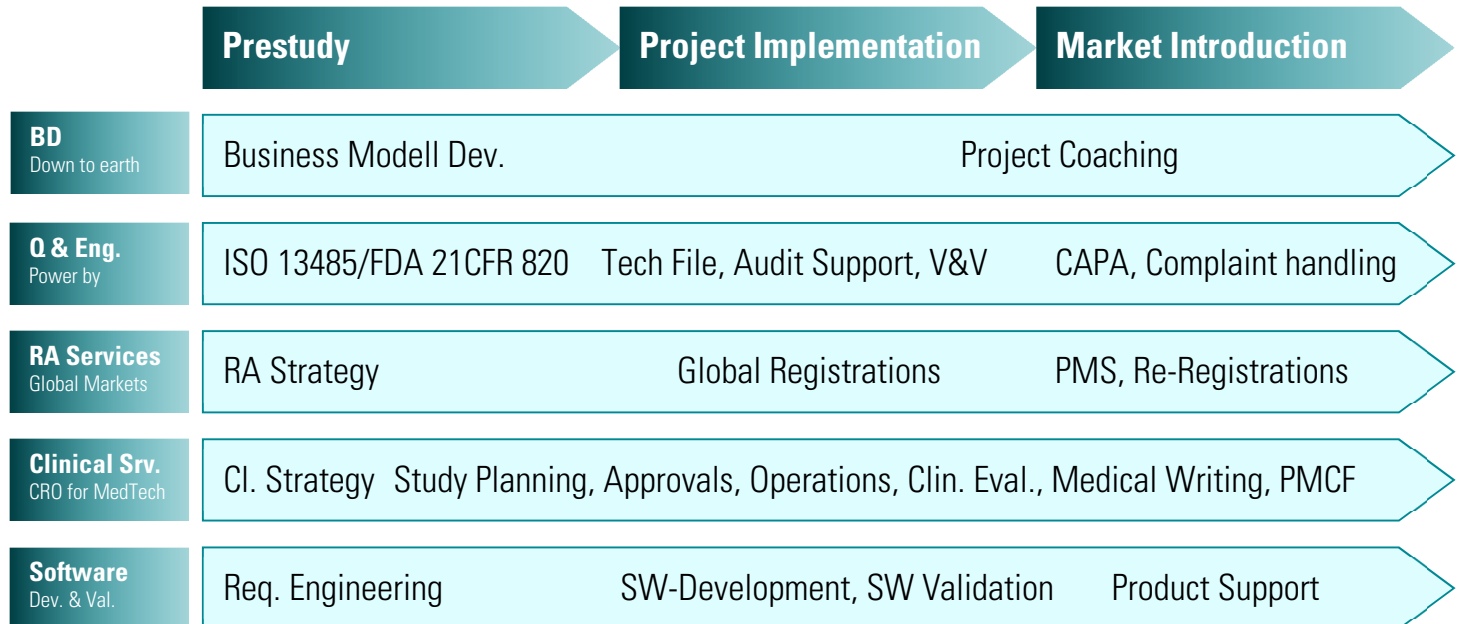 Prestudy Project Implementation Market Introduction
BD
Down to earth
Business Modell Dev. Project Coaching
Q & Eng.
Power by
ISO 13485/FDA 21CFR 820 Tech File, Audit Support, V&V CAPA, Complaint handling
RA Services
Global Markets
RA Strategy Global Registrations PMS, Re-Registrations
Clinical Srv.
CRO for MedTech
Cl. Strategy Study Planning, Approvals, Operations, Clin. Eval., Medical Writing, PMCF
Software
Dev. & Val.
Req. Engineering SW-Development, SW Validation Product Support